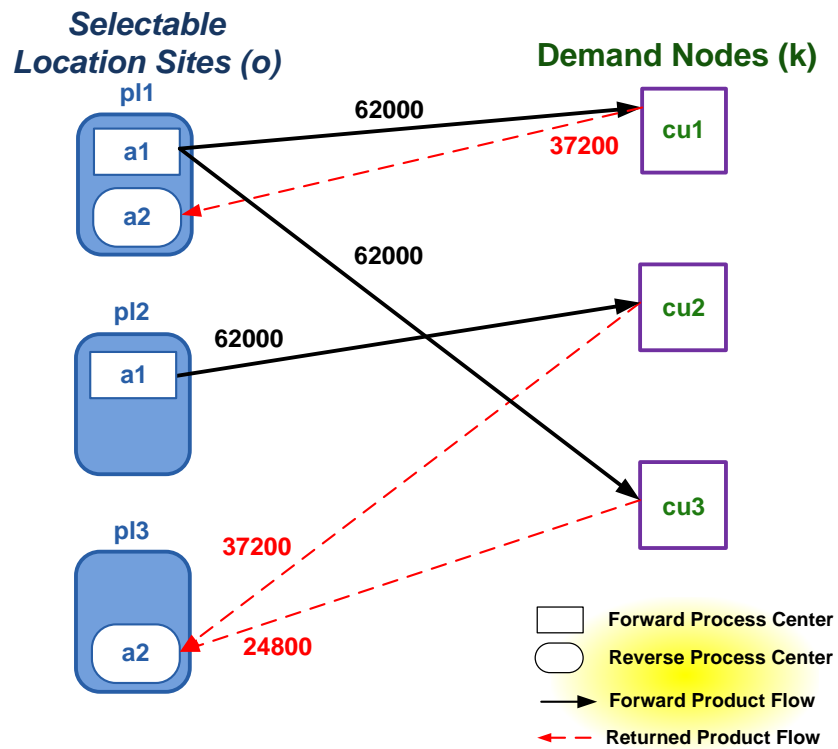 Selectable
Location Sites (o)
Demand Nodes (k)
pl1
62000
a1
cu1
37200
a2
62000
pl2
cu2
62000
a1
cu3
pl3
37200
24800
a2
Forward Process Center
Reverse Process Center
Forward Product Flow
Returned Product Flow